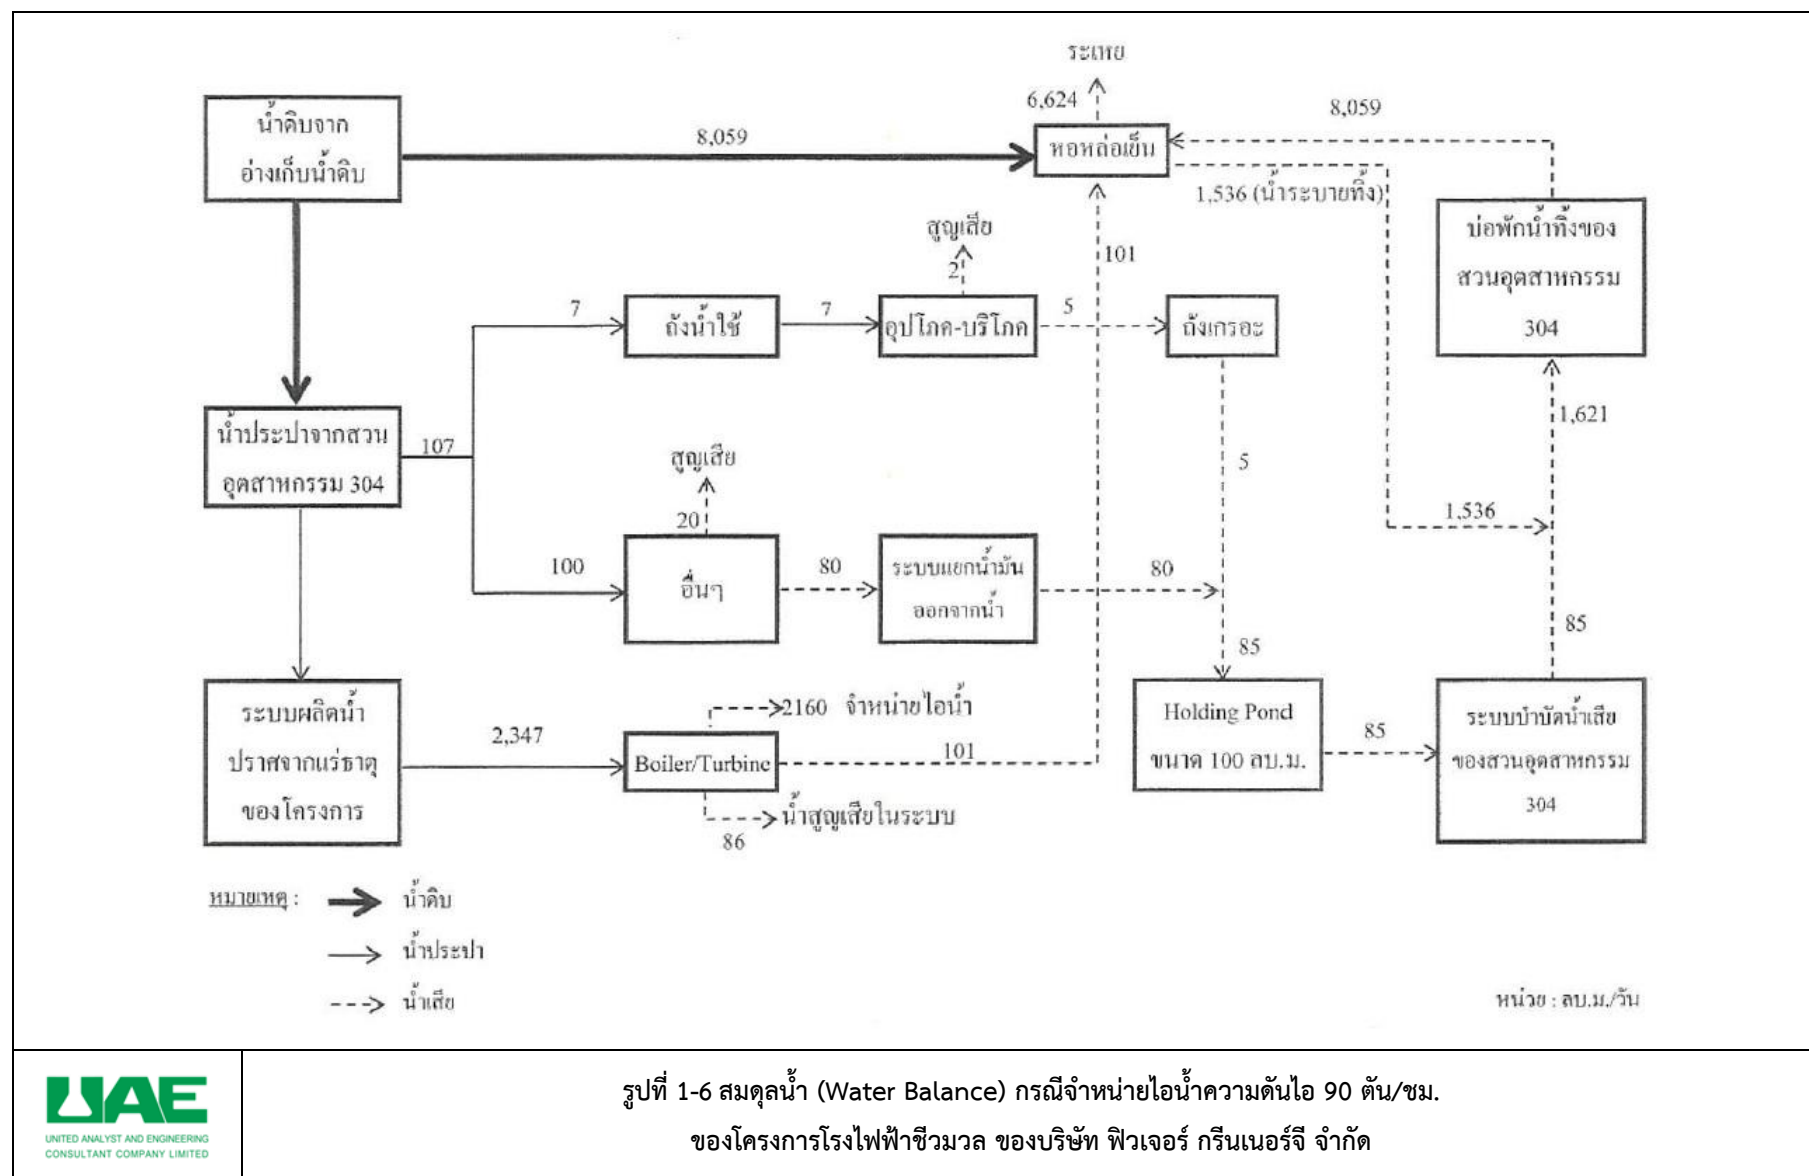 ระเหย
6,624
8,059
8,059
น้ำดิบจาก
อ่างเก็บน้ำดิบ
หอหล่อเย็น
1,536 (น้ำระบายทิ้ง)
บ่อพักน้ำทิ้งของ
สวนอุตสาหกรรม
304
สูญเสีย
2
101
7
ถังน้ำใช้
7
อุปโภค-บริโภค
5
ถังเกรอะ
น้ำประปาจากสวน
อุตสาหกรรม 304
107
1,621
สูญเสีย
20
5
1,536
100
อื่นๆ
80
ระบบแยกน้ำมัน
ออกจากน้ำ
80
85
85
ระบบผลิตน้ำ
ปราศจากแร่ธาตุ
ของโครงการ
2,347
2160 จำหน่ายไอน้ำ
Boiler/Turbine
101
น้ำสูญเสียในระบบ
86
Holding Pond
ขนาด 100 ลบ.ม.
85
ระบบบำบัดน้ำเสีย
ของสวนอุตสาหกรรม
304
หมายเหตุ :
น้ำดิบ
น้ำประปา
น้ำเสีย
หน่วย : ลบ.ม./วัน
UAE
UNITED ANALYST AND ENGINEERING
CONSULTANT COMPANY LIMITED
รูปที่ 1-6 สมดุลน้ำ (Water Balance) กรณีจำหน่ายไอน้ำความดันไอ 90 ตัน/ชม.
ของโครงการโรงไฟฟ้าชีวมวล ของบริษัท ฟิวเจอร์ กรีนเนอร์จี จำกัด